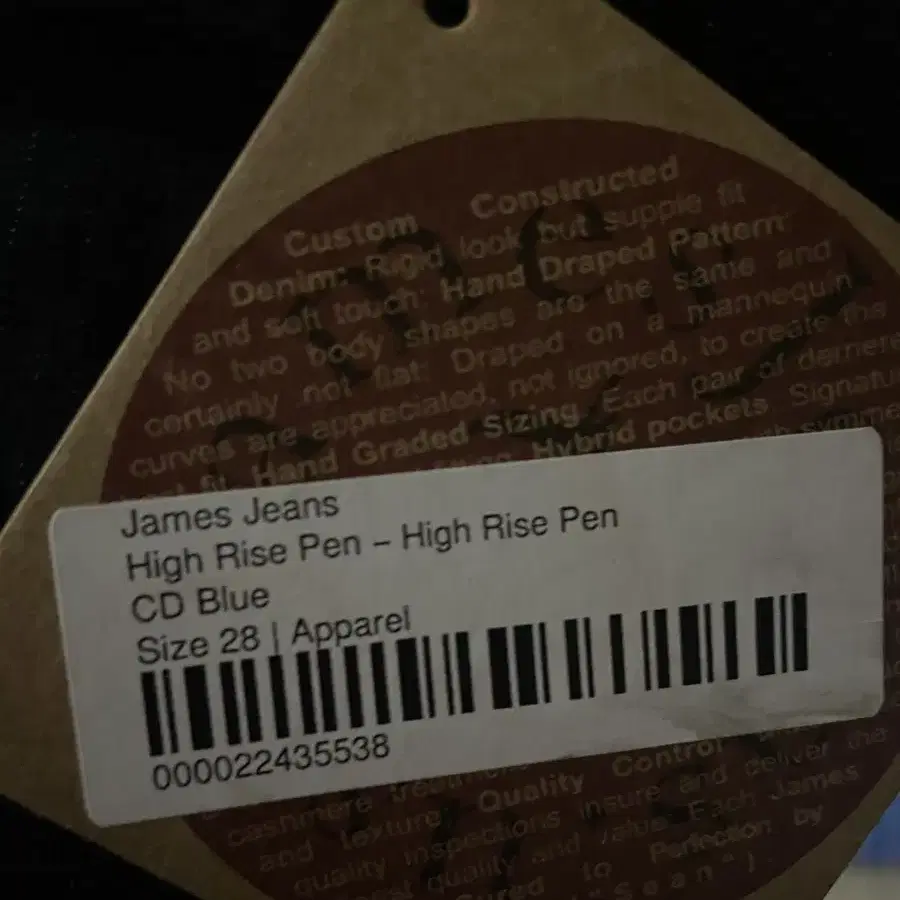 Custom Constructed
Denim: Rigid look but supple fit
and soft touch: Hand Draped Pattern
No two body shapes are the same and
certainly not flat: Draped on a mannequin
curves are appreciated, not ignored, to create the
fit. Hand Graded Sizing. Each pair of
Hybrid pockets.
James Jeans
High Rise Pen – High Rise Pen
CD Blue
Size 28 | Apparel
000022435538
cashmere
and texture. Quality Control
quality inspections insure and deliver the
quality and value. Each James
to Perfection by
"Sean")